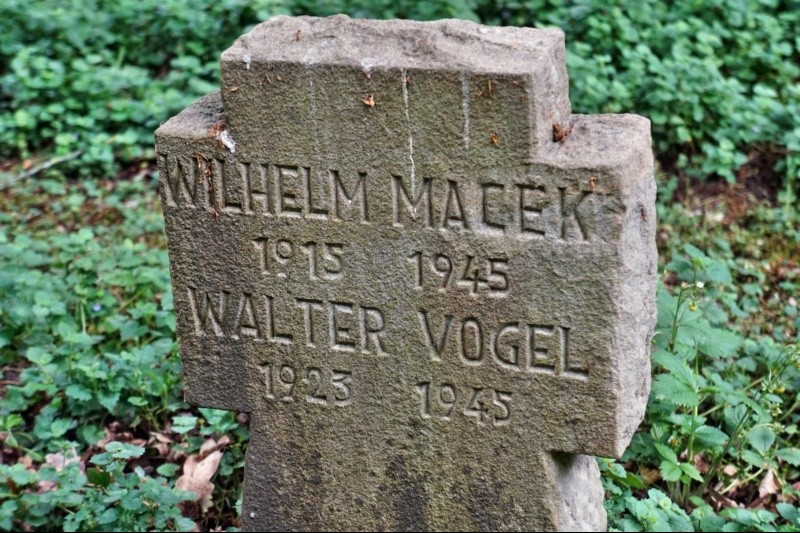 WILHELM MACEK
1915 1945
WALTER VOGEL
1923 1945